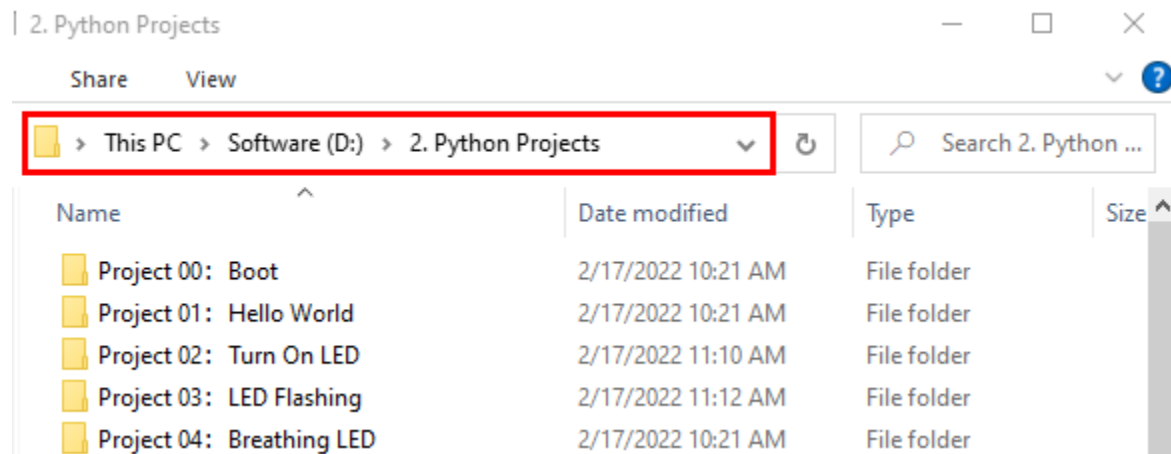 2. Python Projects
Share View
?
This PC > Software (D:) > 2. Python Projects
Search 2. Python ...
Name Date modified Type Size
Project 00：Boot 2/17/2022 10:21 AM File folder
Project 01：Hello World 2/17/2022 10:21 AM File folder
Project 02：Turn On LED 2/17/2022 11:10 AM File folder
Project 03：LED Flashing 2/17/2022 11:12 AM File folder
Project 04：Breathing LED 2/17/2022 10:21 AM File folder